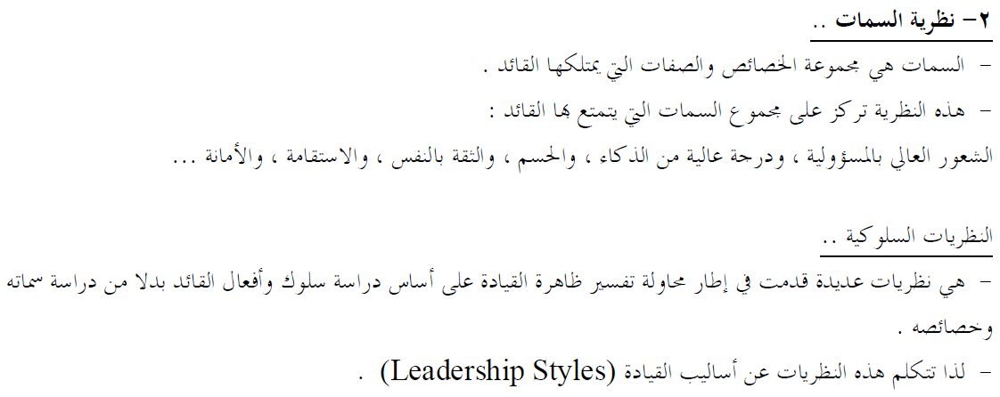 ٢- نظرية السمات ..
- السمات هي مجموعة الخصائص والصفات التي يمتلكها القائد .
- هذه النظرية تركز على مجموع السمات التي يتمتع بها القائد :
الشعور العالي بالمسؤولية ، ودرجة عالية من الذكاء ، والحسم ، والثقة بالنفس ، والاستقامة ، والأمانة ...
النظريات السلوكية ..
- هي نظريات عديدة قدمت في إطار محاولة تفسير ظاهرة القيادة على أساس دراسة سلوك وأفعال القائد بدلا من دراسة سماته
وخصائصه .
- لذا تتكلم هذه النظريات عن أساليب القيادة (Leadership Styles) .